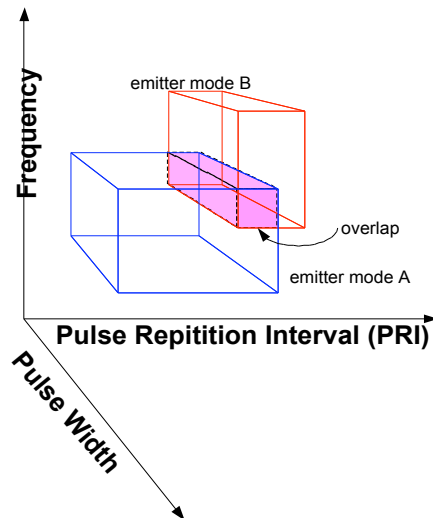 emitter mode B
Frequency
overlap
emitter mode A
Pulse Repitition Interval (PRI)
Pulse Width